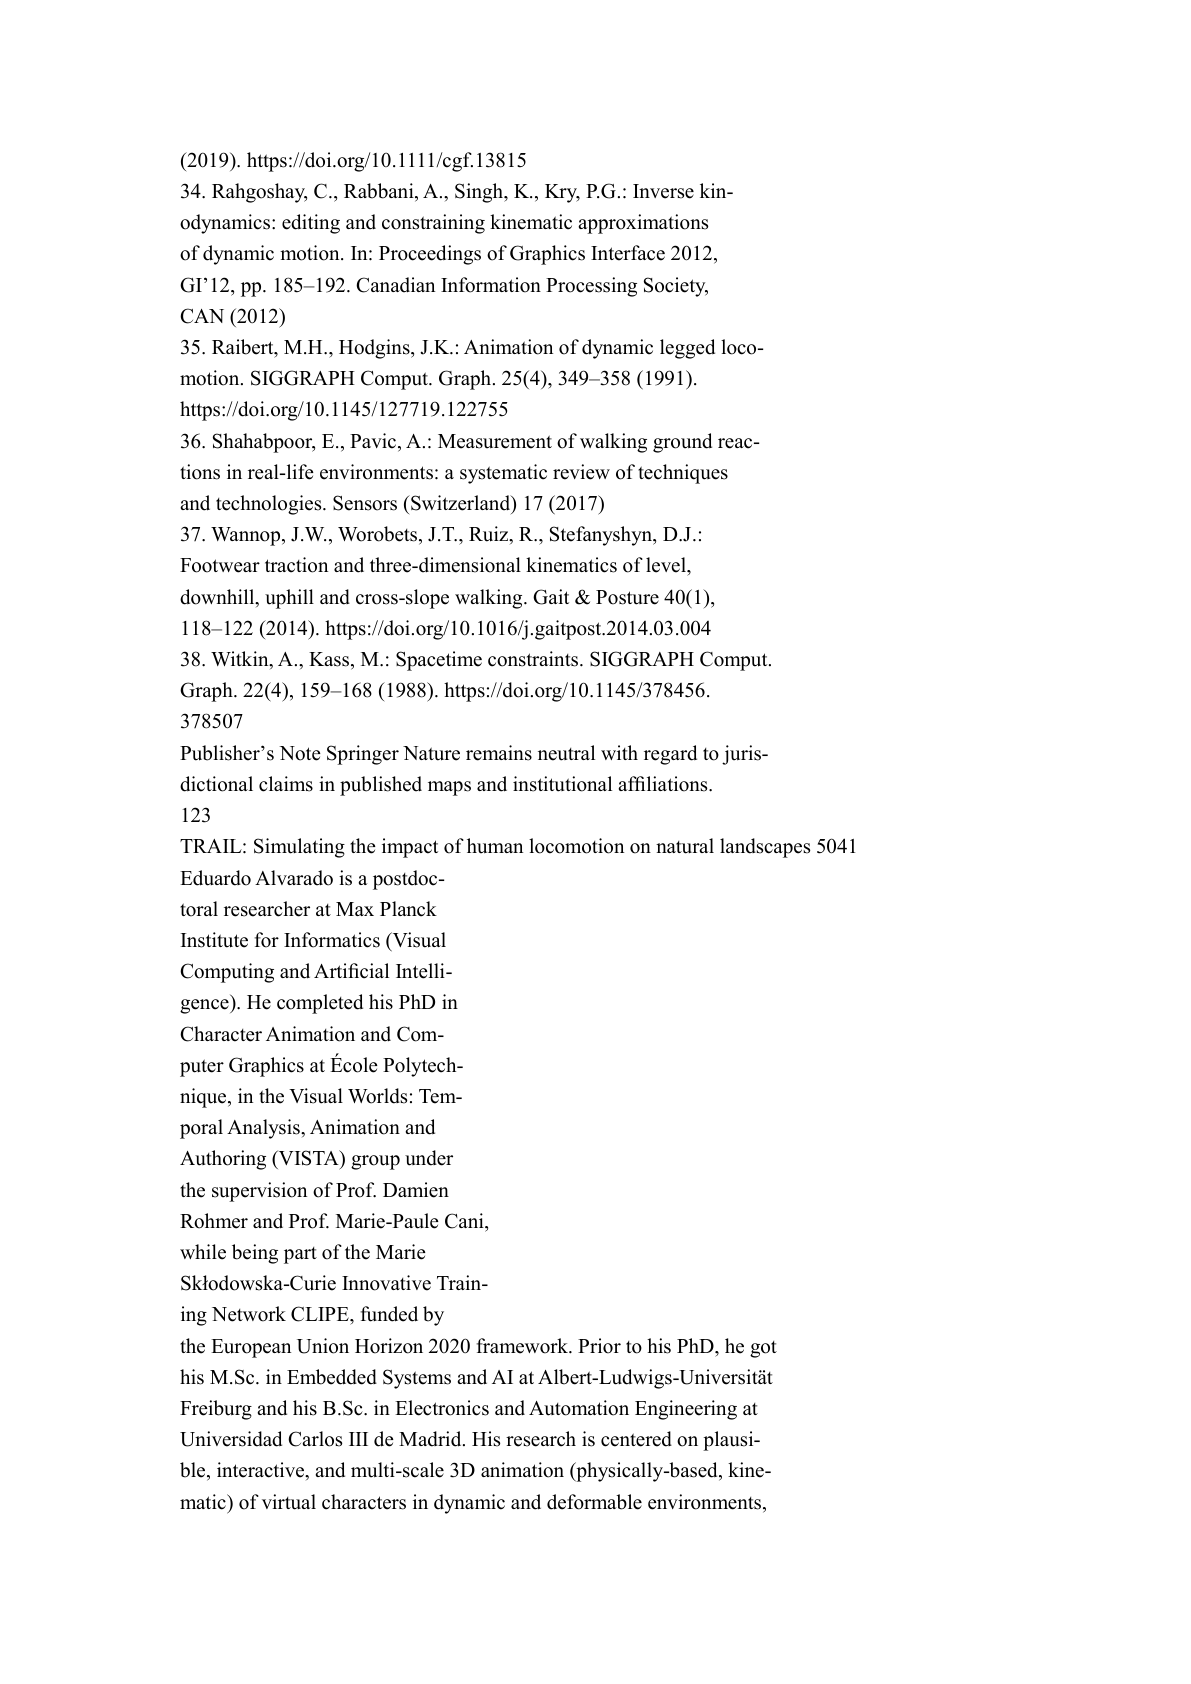 (2019). https://doi.org/10.1111/cgf.13815
34. Rahgoshay, C., Rabbani, A., Singh, K., Kry, P.G.: Inverse kin-
odynamics: editing and constraining kinematic approximations
of dynamic motion. In: Proceedings of Graphics Interface 2012,
GI’12, pp. 185–192. Canadian Information Processing Society,
CAN (2012)
35. Raibert, M.H., Hodgins, J.K.: Animation of dynamic legged loco-
motion. SIGGRAPH Comput. Graph. 25(4), 349–358 (1991).
https://doi.org/10.1145/127719.122755
36. Shahabpoor, E., Pavic, A.: Measurement of walking ground reac-
tions in real-life environments: a systematic review of techniques
and technologies. Sensors (Switzerland) 17 (2017)
37. Wannop, J.W., Worobets, J.T., Ruiz, R., Stefanyshyn, D.J.:
Footwear traction and three-dimensional kinematics of level,
downhill, uphill and cross-slope walking. Gait & Posture 40(1),
118–122 (2014). https://doi.org/10.1016/j.gaitpost.2014.03.004
38. Witkin, A., Kass, M.: Spacetime constraints. SIGGRAPH Comput.
Graph. 22(4), 159–168 (1988). https://doi.org/10.1145/378456.
378507
Publisher’s Note Springer Nature remains neutral with regard to juris-
dictional claims in published maps and institutional affiliations.
123
TRAIL: Simulating the impact of human locomotion on natural landscapes 5041
Eduardo Alvarado is a postdoc-
toral researcher at Max Planck
Institute for Informatics (Visual
Computing and Artificial Intelli-
gence). He completed his PhD in
Character Animation and Com-
puter Graphics at École Polytech-
nique, in the Visual Worlds: Tem-
poral Analysis, Animation and
Authoring (VISTA) group under
the supervision of Prof. Damien
Rohmer and Prof. Marie-Paule Cani,
while being part of the Marie
Skłodowska-Curie Innovative Train-
ing Network CLIPE, funded by
the European Union Horizon 2020 framework. Prior to his PhD, he got
his M.Sc. in Embedded Systems and AI at Albert-Ludwigs-Universität
Freiburg and his B.Sc. in Electronics and Automation Engineering at
Universidad Carlos III de Madrid. His research is centered on plausi-
ble, interactive, and multi-scale 3D animation (physically-based, kine-
matic) of virtual characters in dynamic and deformable environments,